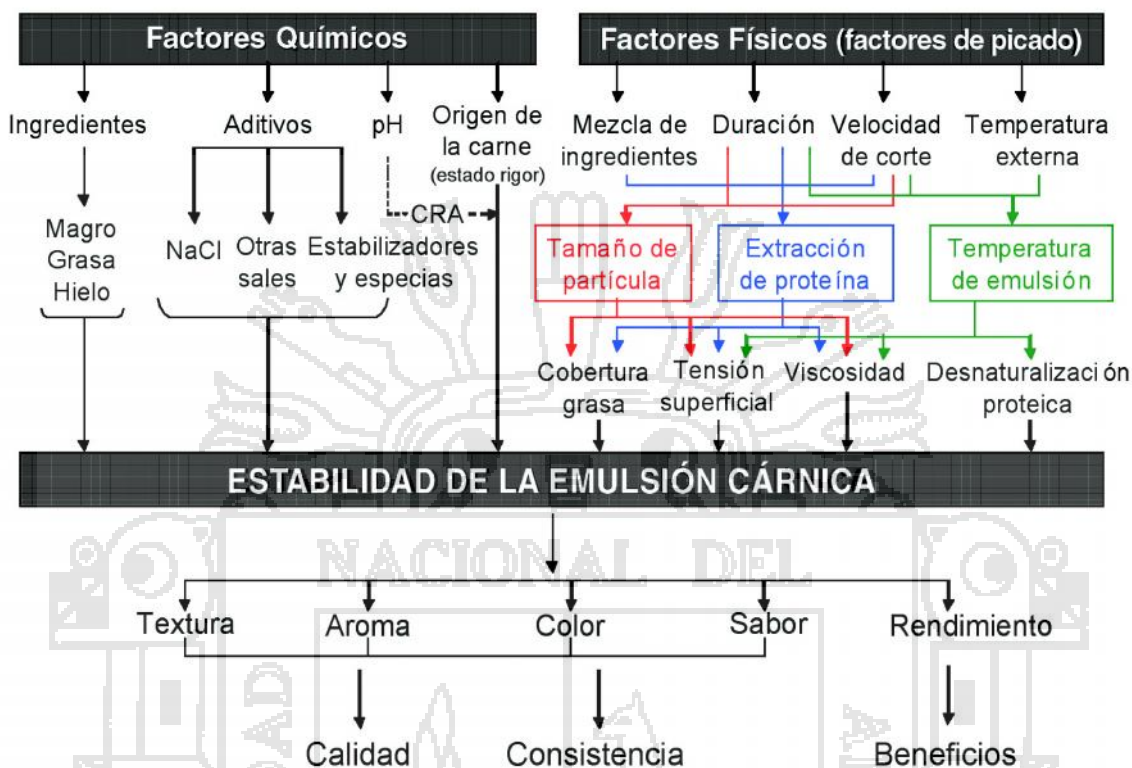 Factores Químicos
Ingredientes
Aditivos
pH
Origen de
la carne
(estado rigor)
CRA
Magro
Grasa
Hielo
NaCl
Otras
sales
Estabilizadores
y especias
Factores Físicos (factores de picado)
Mezcla de
ingredientes
Duración
Velocidad
de corte
Temperatura
externa
Tamaño de
partícula
Extracción
de proteína
Temperatura
de emulsión
Cobertura
grasa
Tensión
superficial
Viscosidad
Desnaturalización
proteica
ESTABILIDAD DE LA EMULSIÓN CÁRNICA
NACIONAL DEL
Textura
Aroma
Color
Sabor
Rendimiento
Calidad
Consistencia
Beneficios